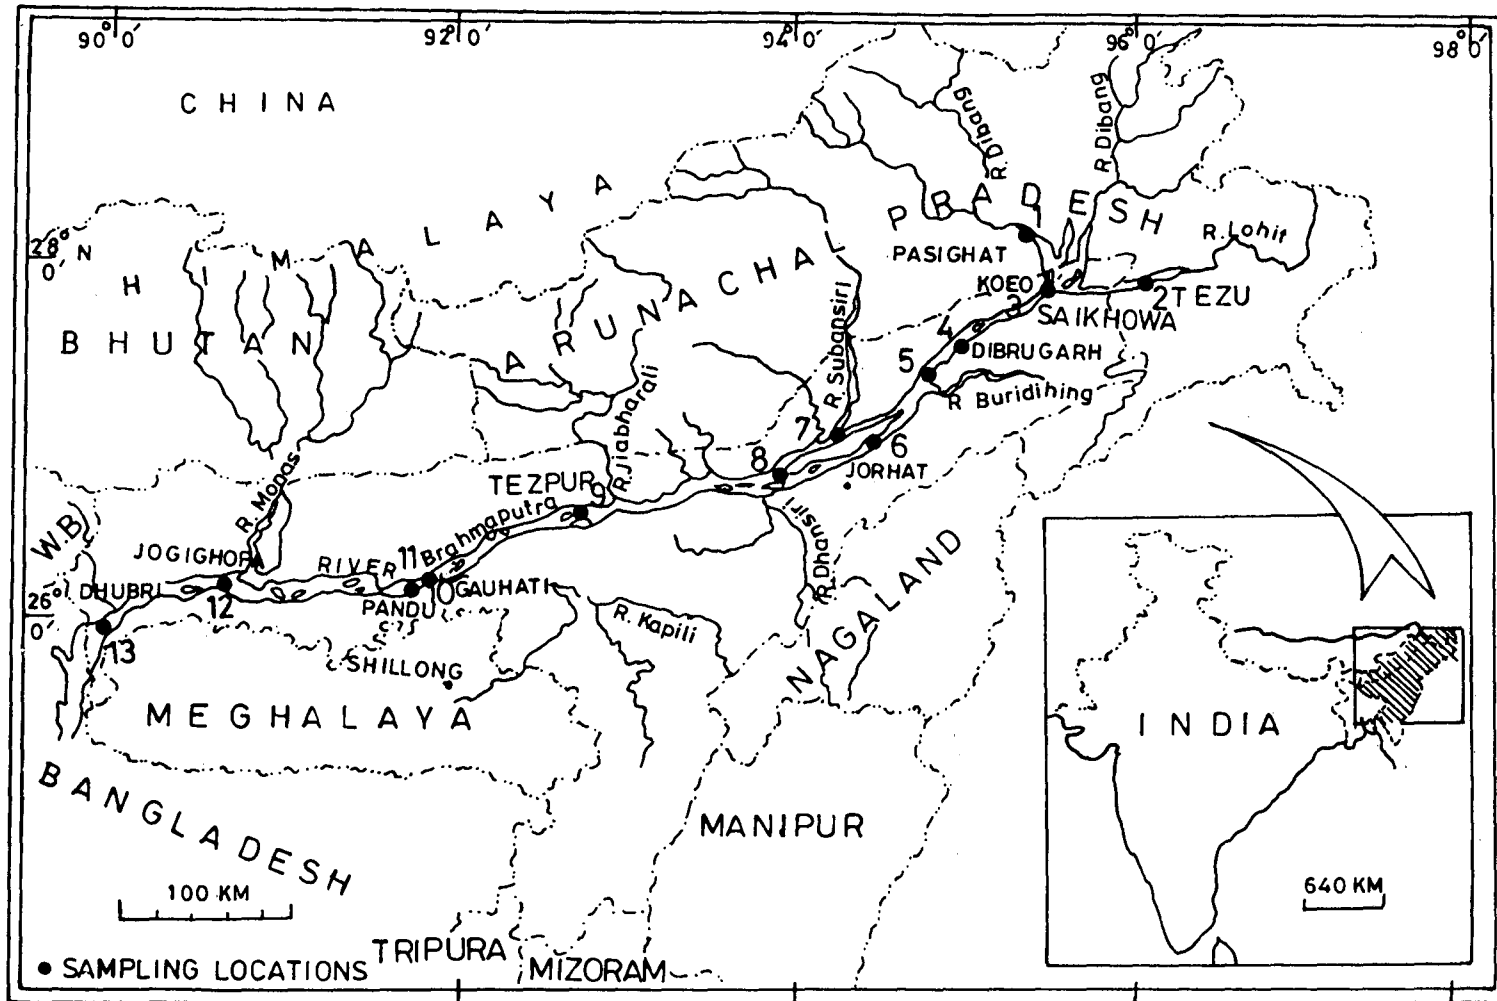 90° 0'
92° 0'
94° 0'
96° 0'
98° 0'
CHINA
HIMALAYA
28° 0' N
BHUTAN
ARUNACHAL PRADESH
R. Dibang
R. Dibang
R. Lohit
PASIGHAT
KOEO
1
2 TEZU
3
SAIKHOWA
4
DIBRUGARH
5
R Buridihing
R. Subansiri
7
6
8
JORHAT
R. Jiabharali
TEZPUR
9
R. Dhansiri
R. Monas
W.B.
JOGIGHOPA
RIVER Brahmaputra
11
10
GAUHATI
PANDU
DHUBRI
12
26° 0'
13
R. Kapili
SHILLONG
NAGALAND
MEGHALAYA
BANGLADESH
MANIPUR
INDIA
100 KM
640 KM
TRIPURA
MIZORAM
SAMPLING LOCATIONS